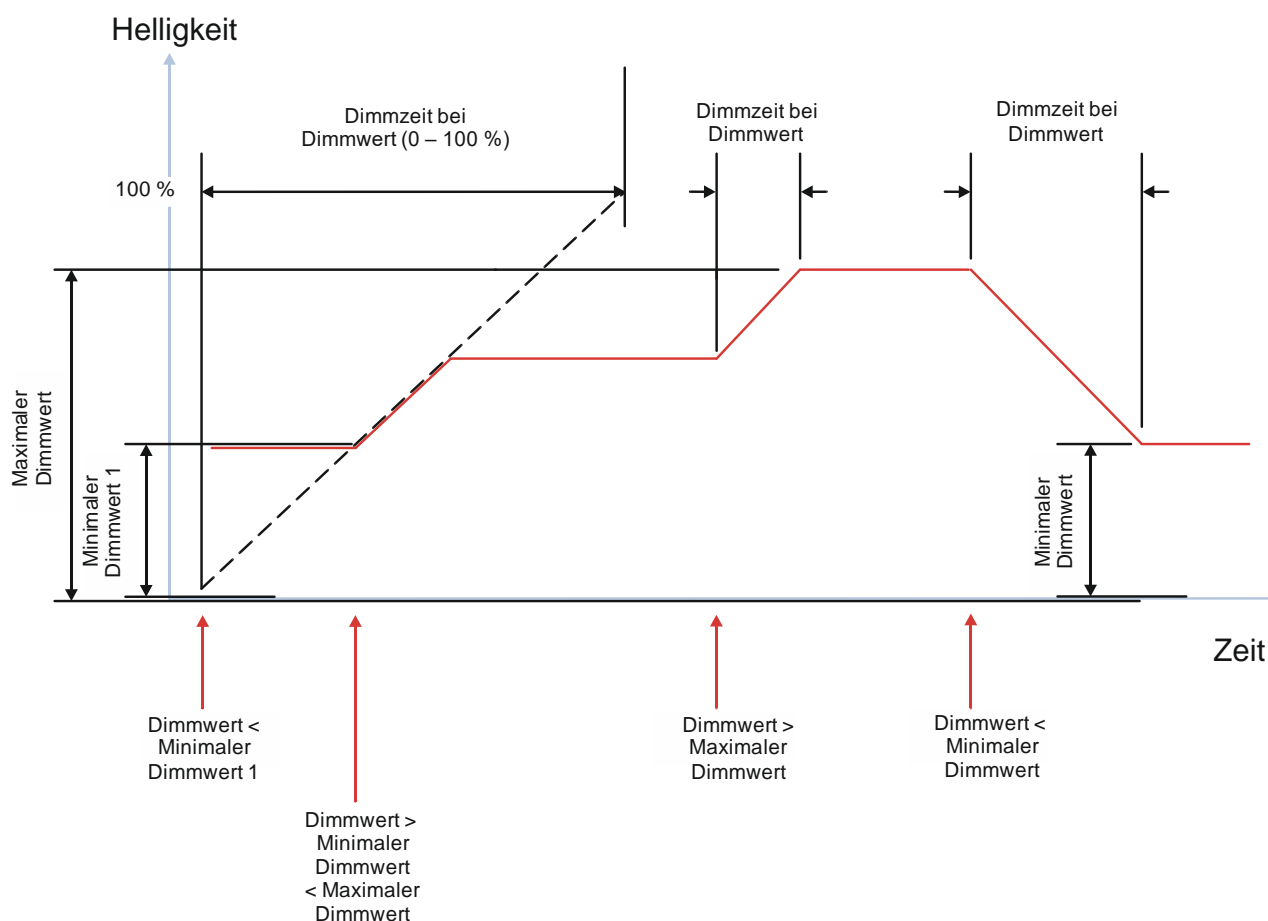 Helligkeit
Dimmzeit bei
Dimmwert (0 – 100 %)
Dimmzeit bei
Dimmwert
Dimmzeit bei
Dimmwert
100 %
Maximaler
Dimmwert
Minimaler
Dimmwert 1
Minimaler
Dimmwert
Zeit
Dimmwert <
Minimaler
Dimmwert 1
Dimmwert >
Minimaler
Dimmwert
< Maximaler
Dimmwert
Dimmwert >
Maximaler
Dimmwert
Dimmwert <
Minimaler
Dimmwert